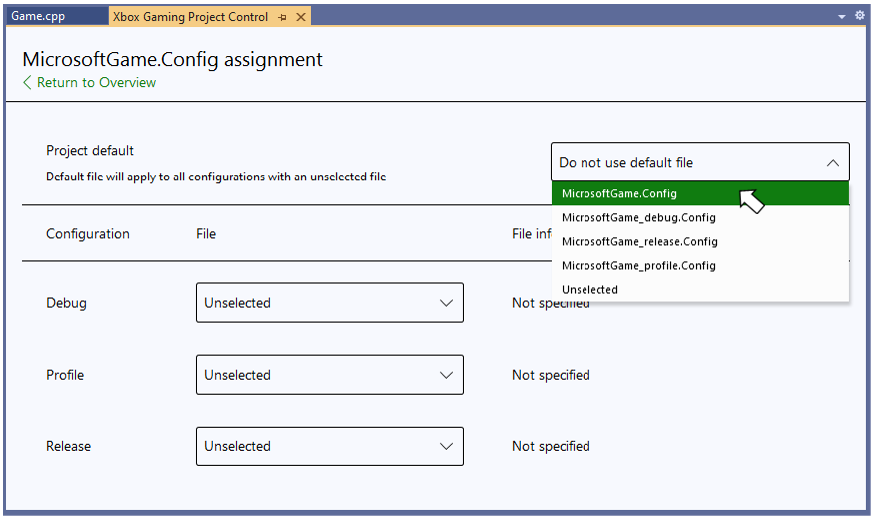 Game.cpp Xbox Gaming Project Control
MicrosoftGame.Config assignment
Return to Overview
Project default
Do not use default file
Default file will apply to all configurations with an unselected file
MicrosoftGame.Config
MicrosoftGame_debug.Config
MicrosoftGame_release.Config
MicrosoftGame_profile.Config
Unselected
Configuration File File inf
Debug Unselected Not specified
Profile Unselected Not specified
Release Unselected Not specified